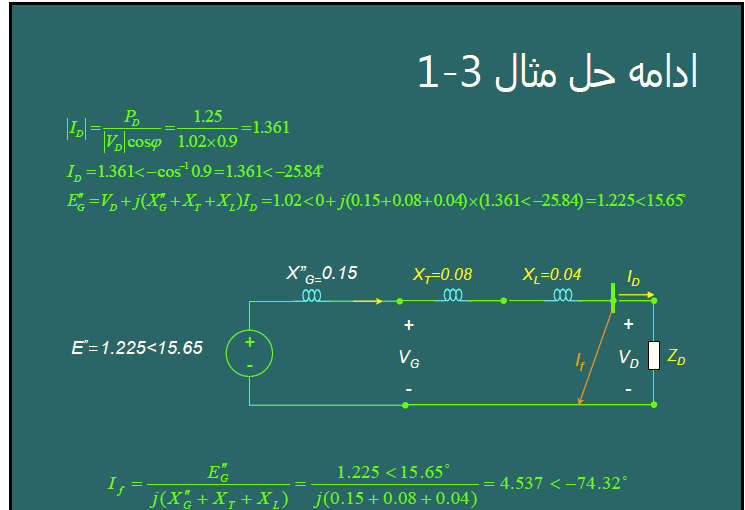 ادامه حل مثال 3-1
|I_D| = P_D / (|V_D| cosφ) = 1.25 / (1.02×0.9) = 1.361
I_D = 1.361<−cos⁻¹ 0.9 = 1.361<−25.84°
E″_G = V_D + j(X″_G + X_T + X_L)I_D = 1.02<0 + j(0.15+0.08+0.04)×(1.361<−25.84) = 1.225<15.65°
X”_G=0.15 X_T=0.08 X_L=0.04 I_D
+ +
E″=1.225<15.65 + - V_G I_f V_D Z_D
- -
I_f = E″_G / (j(X″_G + X_T + X_L)) = 1.225 < 15.65° / (j(0.15 + 0.08 + 0.04)) = 4.537 < −74.32°